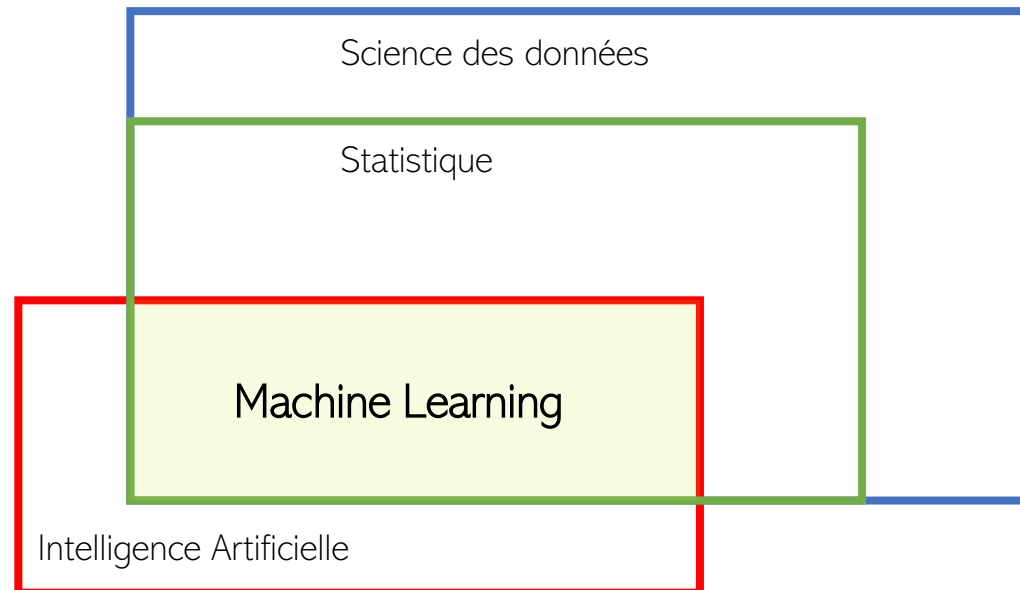 Science des données
Statistique
Machine Learning
Intelligence Artificielle